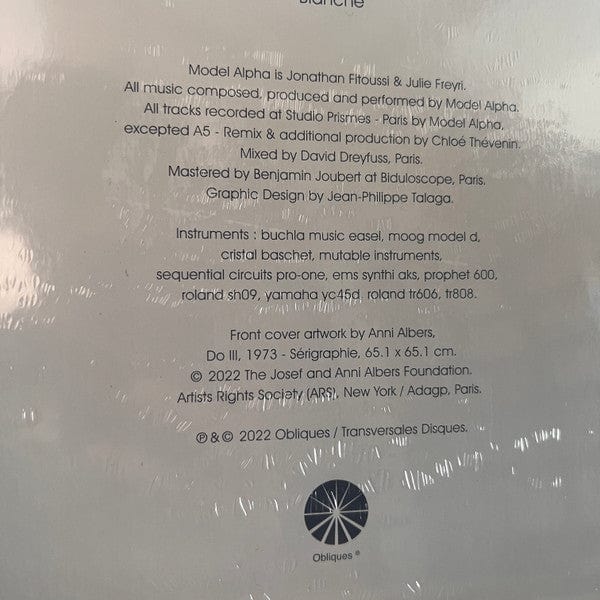 Blanche
Model Alpha is Jonathan Fitoussi & Julie Freyri.
All music composed, produced and performed by Model Alpha.
All tracks recorded at Studio Prismes - Paris by Model Alpha,
excepted A5 - Remix & additional production by Chloé Thévenin.
Mixed by David Dreyfuss, Paris.
Mastered by Benjamin Joubert at Biduloscope, Paris.
Graphic Design by Jean-Philippe Talaga.
Instruments : buchla music easel, moog model d,
cristal baschet, mutable instruments,
sequential circuits pro-one, ems synthi aks, prophet 600,
roland sh09, yamaha yc45d, roland tr606, tr808.
Front cover artwork by Anni Albers,
Do III, 1973 - Sérigraphie, 65.1 x 65.1 cm.
© 2022 The Josef and Anni Albers Foundation.
Artists Rights Society (ARS), New York / Adagp, Paris.
℗ & © 2022 Obliques / Transversales Disques.
Obliques ®